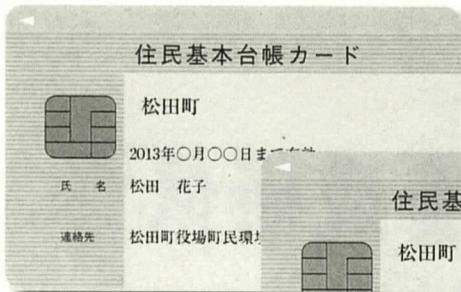 住民基本台帳カード
松田町
2013年○月○○日ま
氏　名　松田　花子
連絡先　松田町役場町民環
住民基
松田町